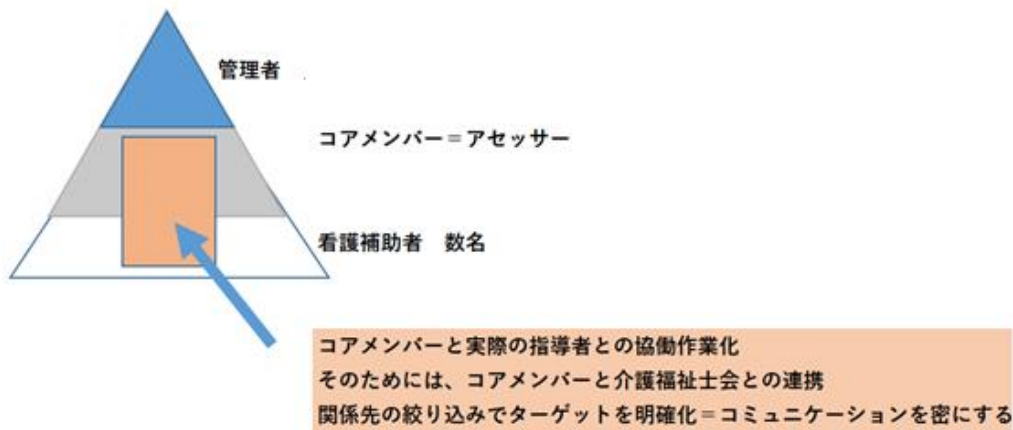 管理者
コアメンバー＝アセッサー
看護補助者　数名
コアメンバーと実際の指導者との協働作業化
そのためには、コアメンバーと介護福祉士会との連携
関係先の絞り込みでターゲットを明確化＝コミュニケーションを密にする